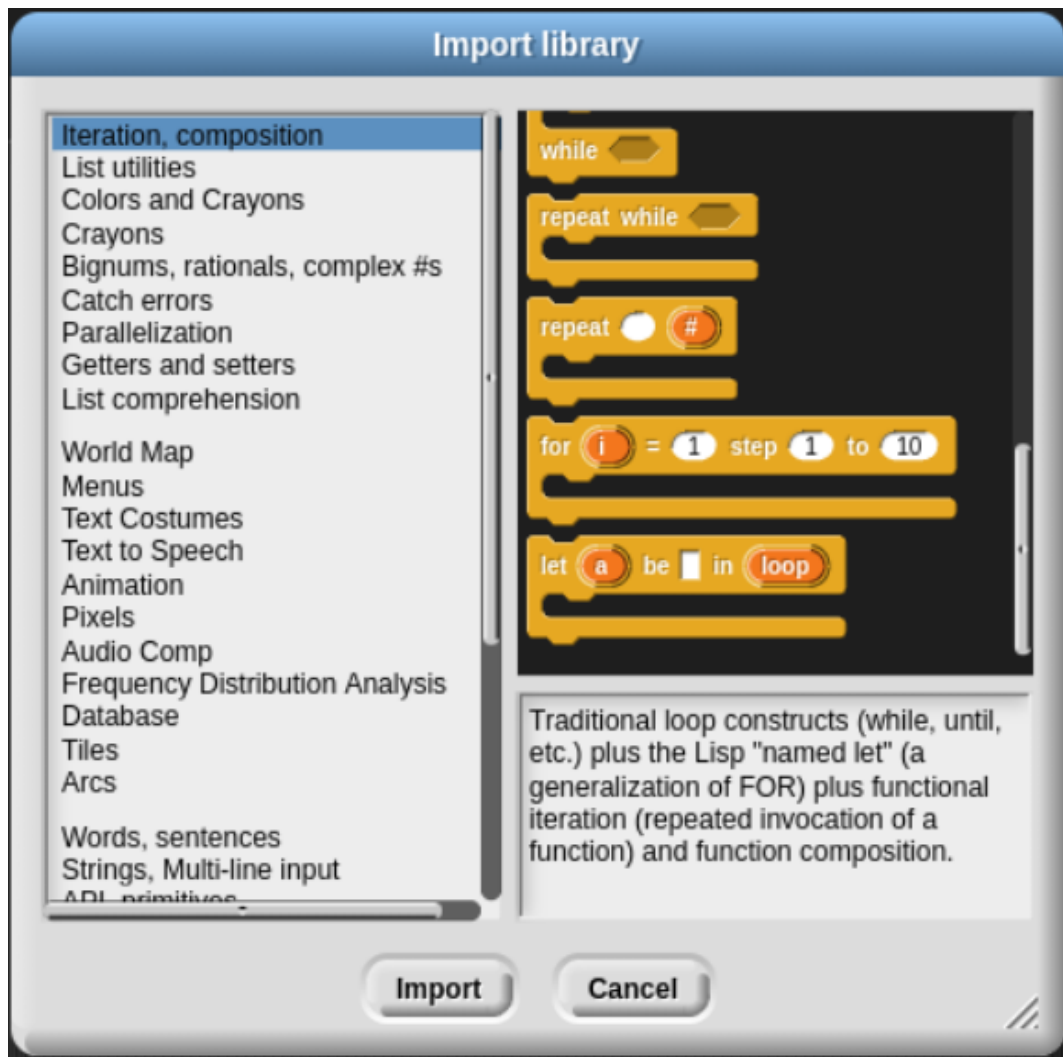 Import library
Iteration, composition
List utilities
Colors and Crayons
Crayons
Bignums, rationals, complex #s
Catch errors
Parallelization
Getters and setters
List comprehension
World Map
Menus
Text Costumes
Text to Speech
Animation
Pixels
Audio Comp
Frequency Distribution Analysis
Database
Tiles
Arcs
Words, sentences
Strings, Multi-line input
APL primitives
while
repeat while
repeat #
for i = 1 step 1 to 10
let a be in loop
Traditional loop constructs (while, until,
etc.) plus the Lisp "named let" (a
generalization of FOR) plus functional
iteration (repeated invocation of a
function) and function composition.
Import
Cancel